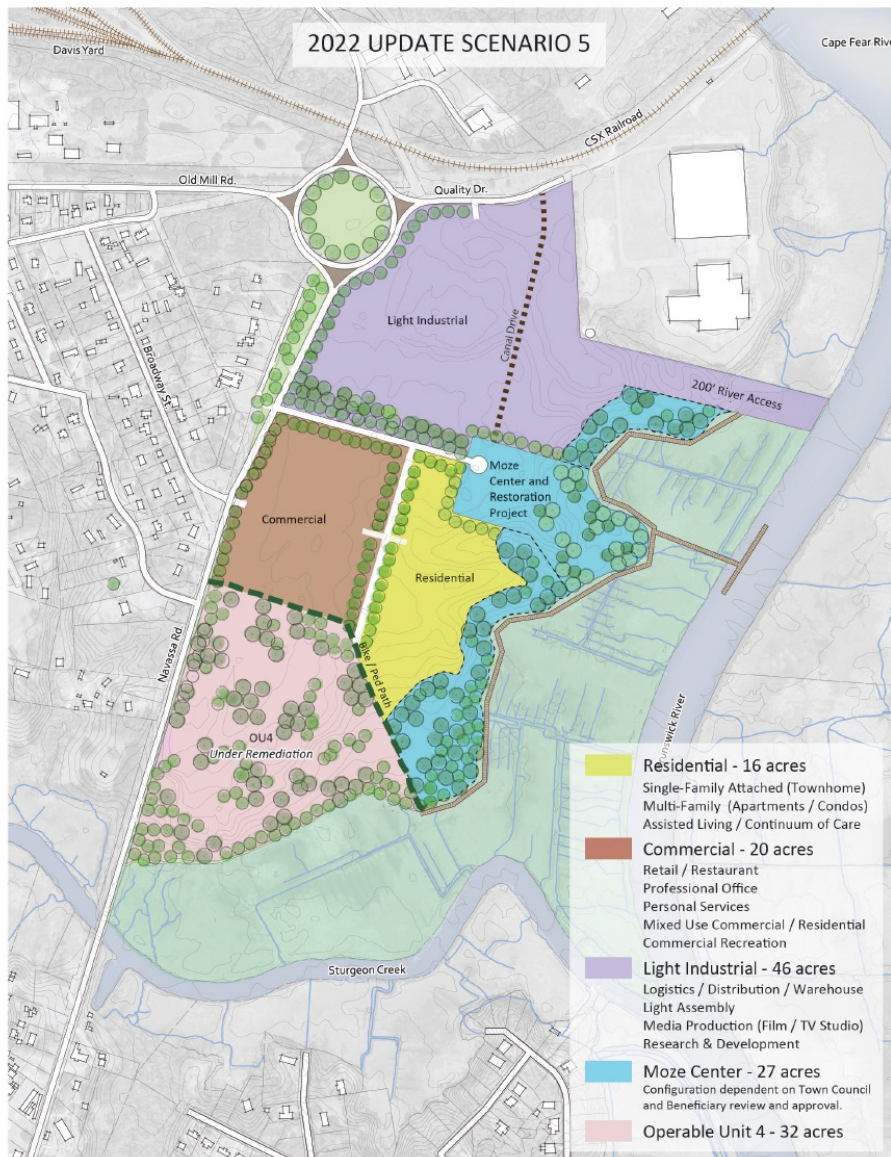 2022 UPDATE SCENARIO 5
Davis Yard
Cape Fear Rive
CSX Railroad
Old Mill Rd.
Quality Dr.
Light Industrial
Canal Drive
Broadway St.
200' River Access
Moze
Center and
Restoration
Project
Commercial
Residential
Navassa Rd.
Bike / Ped Path
OU4
Under Remediation
unswick River
Sturgeon Creek
Residential - 16 acres
Single-Family Attached (Townhome)
Multi-Family (Apartments / Condos)
Assisted Living / Continuum of Care
Commercial - 20 acres
Retail / Restaurant
Professional Office
Personal Services
Mixed Use Commercial / Residential
Commercial Recreation
Light Industrial - 46 acres
Logistics / Distribution / Warehouse
Light Assembly
Media Production (Film / TV Studio)
Research & Development
Moze Center - 27 acres
Configuration dependent on Town Council
and Beneficiary review and approval.
Operable Unit 4 - 32 acres